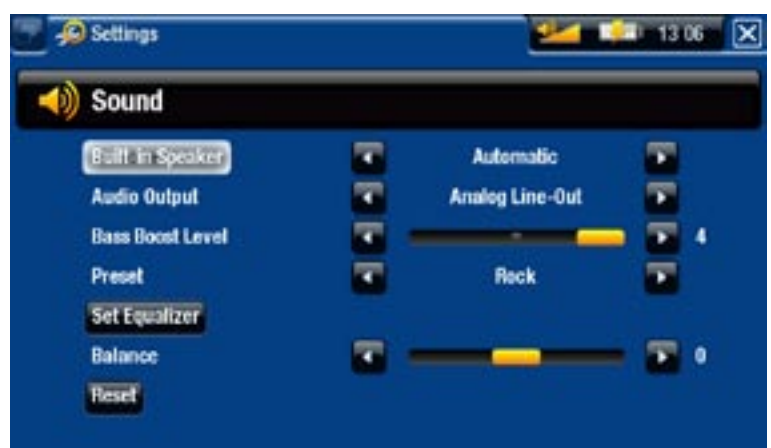 Settings 13 06
Sound
Built-in Speaker Automatic
Audio Output Analog Line-Out
Bass Boost Level 4
Preset Rock
Set Equalizer
Balance 0
Reset